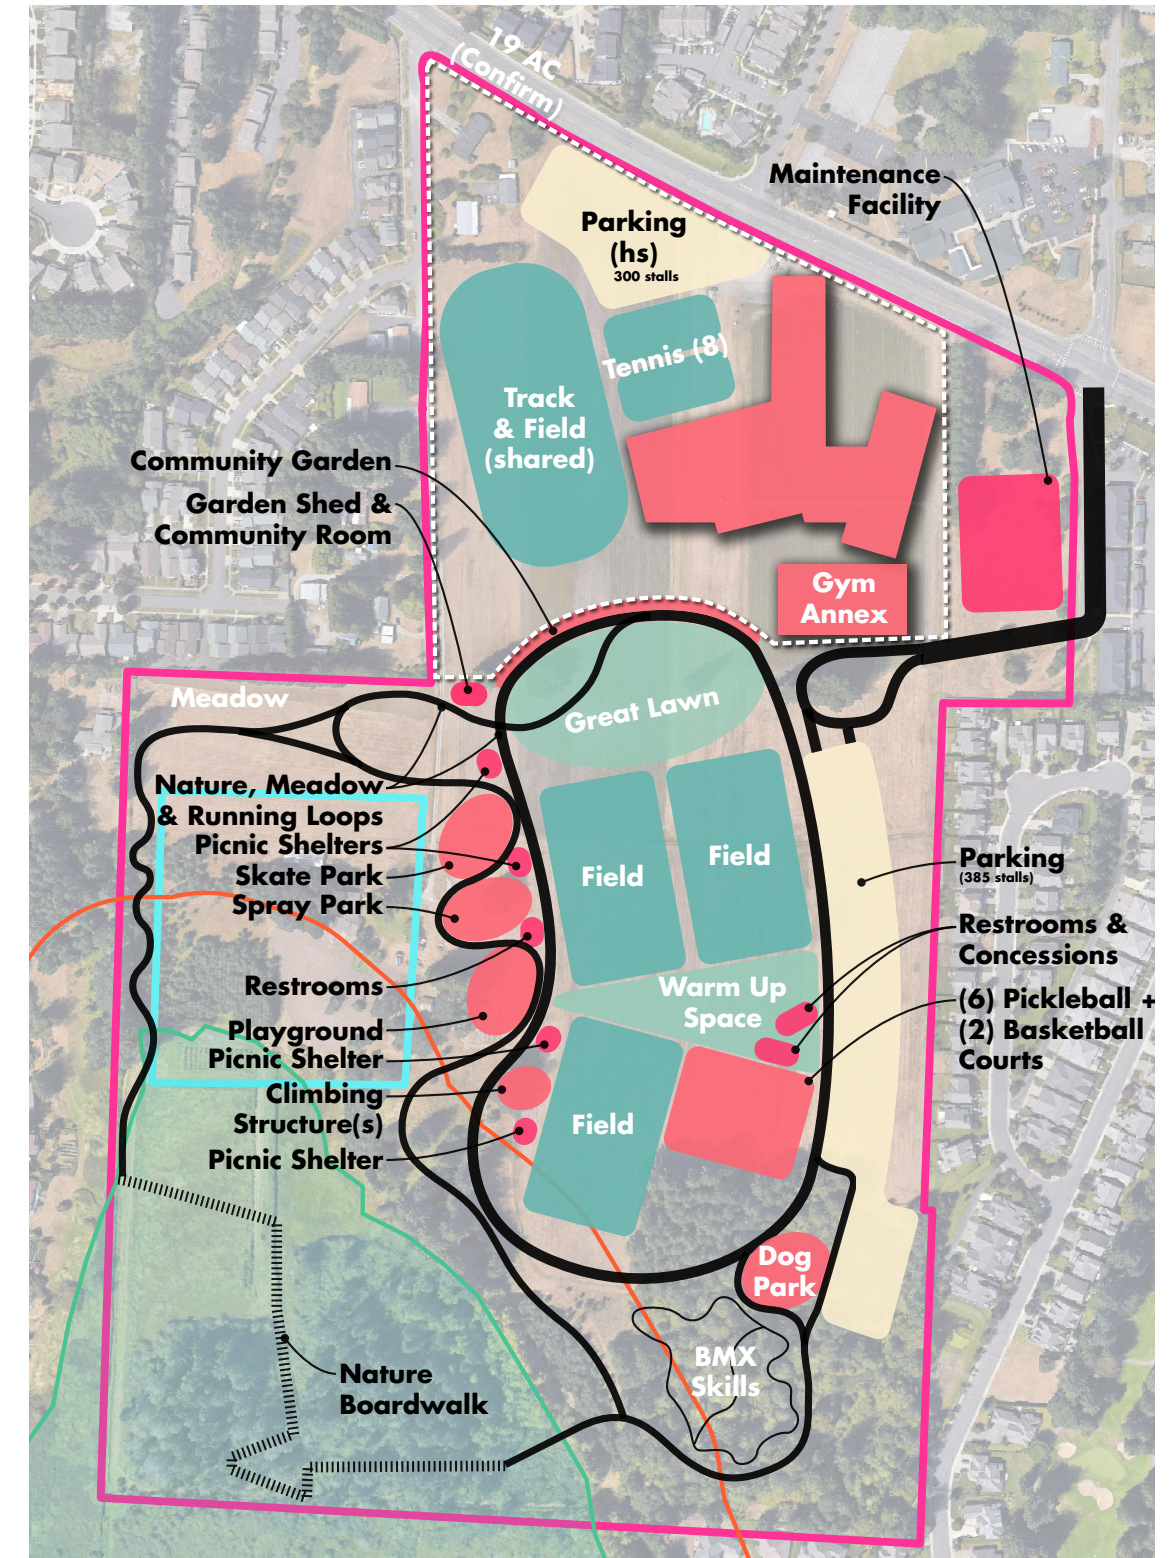 19 AC
(Confirm)
Maintenance
Facility
Parking
(hs)
300 stalls
Tennis (8)
Track
& Field
(shared)
Community Garden
Garden Shed &
Community Room
Gym
Annex
Meadow
Great Lawn
Nature, Meadow
& Running Loops
Picnic Shelters
Skate Park
Spray Park
Field
Field
Parking
(385 stalls)
Restrooms &
Concessions
Restrooms
Warm Up
Space
(6) Pickleball +
(2) Basketball
Courts
Playground
Picnic Shelter
Climbing
Structure(s)
Field
Picnic Shelter
Dog
Park
BMX
Skills
Nature
Boardwalk